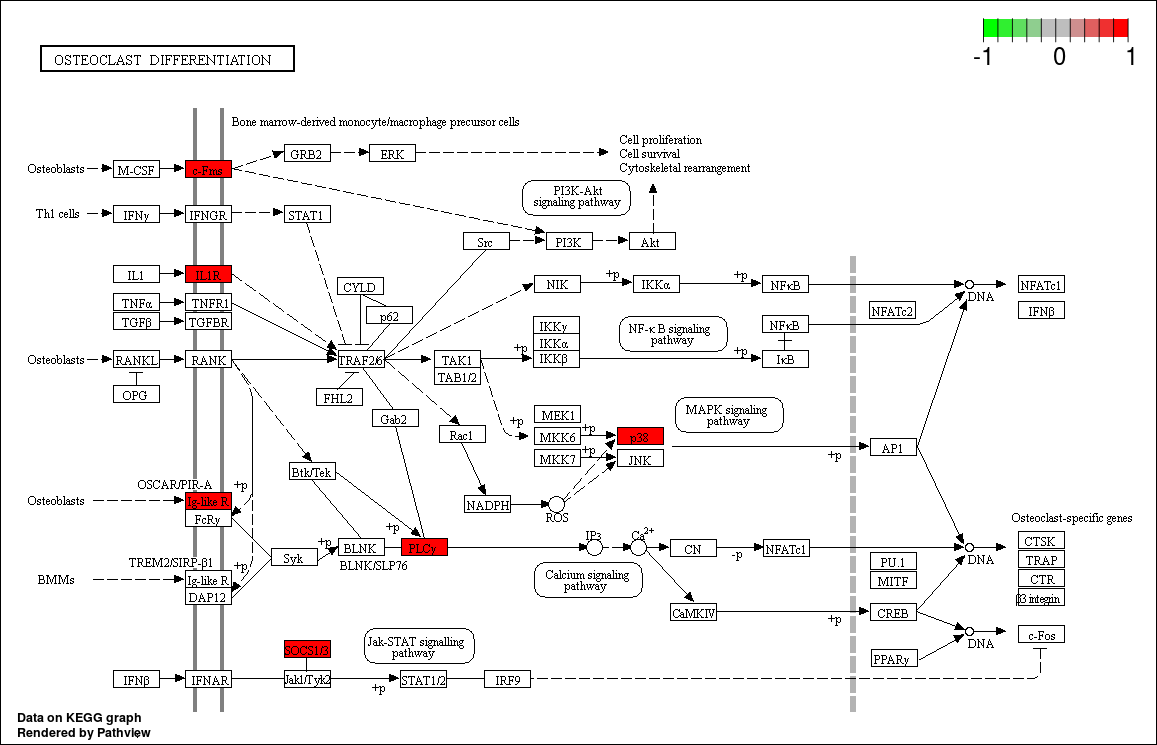 OSTEOCLAST DIFFERENTIATION
-1 0 1
Bone marrow-derived monocyte/macrophage precursor cells
Osteoblasts
M-CSF
c-Fms
GRB2
ERK
Cell proliferation
Cell survival
Cytoskeletal rearrangement
PI3K-Akt
signaling pathway
Th1 cells
IFNγ
IFNGR
STAT1
Src
PI3K
Akt
IL1
IL1R
CYLD
p62
NIK
+p
IKKα
+p
NFκB
NFATc2
DNA
NFATc1
IFNβ
TNFα
TNFR1
TGFβ
TGFBR
IKKγ
IKKα
IKKβ
NF-κ B signaling
pathway
NFκB
IκB
Osteoblasts
RANKL
RANK
TRAF2/6
TAK1
TAB1/2
+p
+p
OPG
FHL2
Gab2
Rac1
+p
MEK1
MKK6
MKK7
+p
+p
p38
JNK
MAPK signaling
pathway
+p
AP1
Btk/Tek
NADPH
ROS
OSCAR/PIR-A
+p
Osteoblasts
Ig-like R
FcRγ
Syk
+p
BLNK
+p
PLCγ
BLNK/SLP76
IP3
Ca2+
CN
-p
NFATc1
DNA
Osteoclast-specific genes
CTSK
TRAP
CTR
β3 integrin
TREM2/SIRP-β1
+p
BMMs
Ig-like R
DAP12
Calcium signaling
pathway
PU.1
MITF
CaMKIV
+p
CREB
DNA
c-Fos
PPARγ
SOCS1/3
Jak-STAT signalling
pathway
IFNβ
IFNAR
Jak1/Tyk2
+p
STAT1/2
IRF9
Data on KEGG graph
Rendered by Pathview